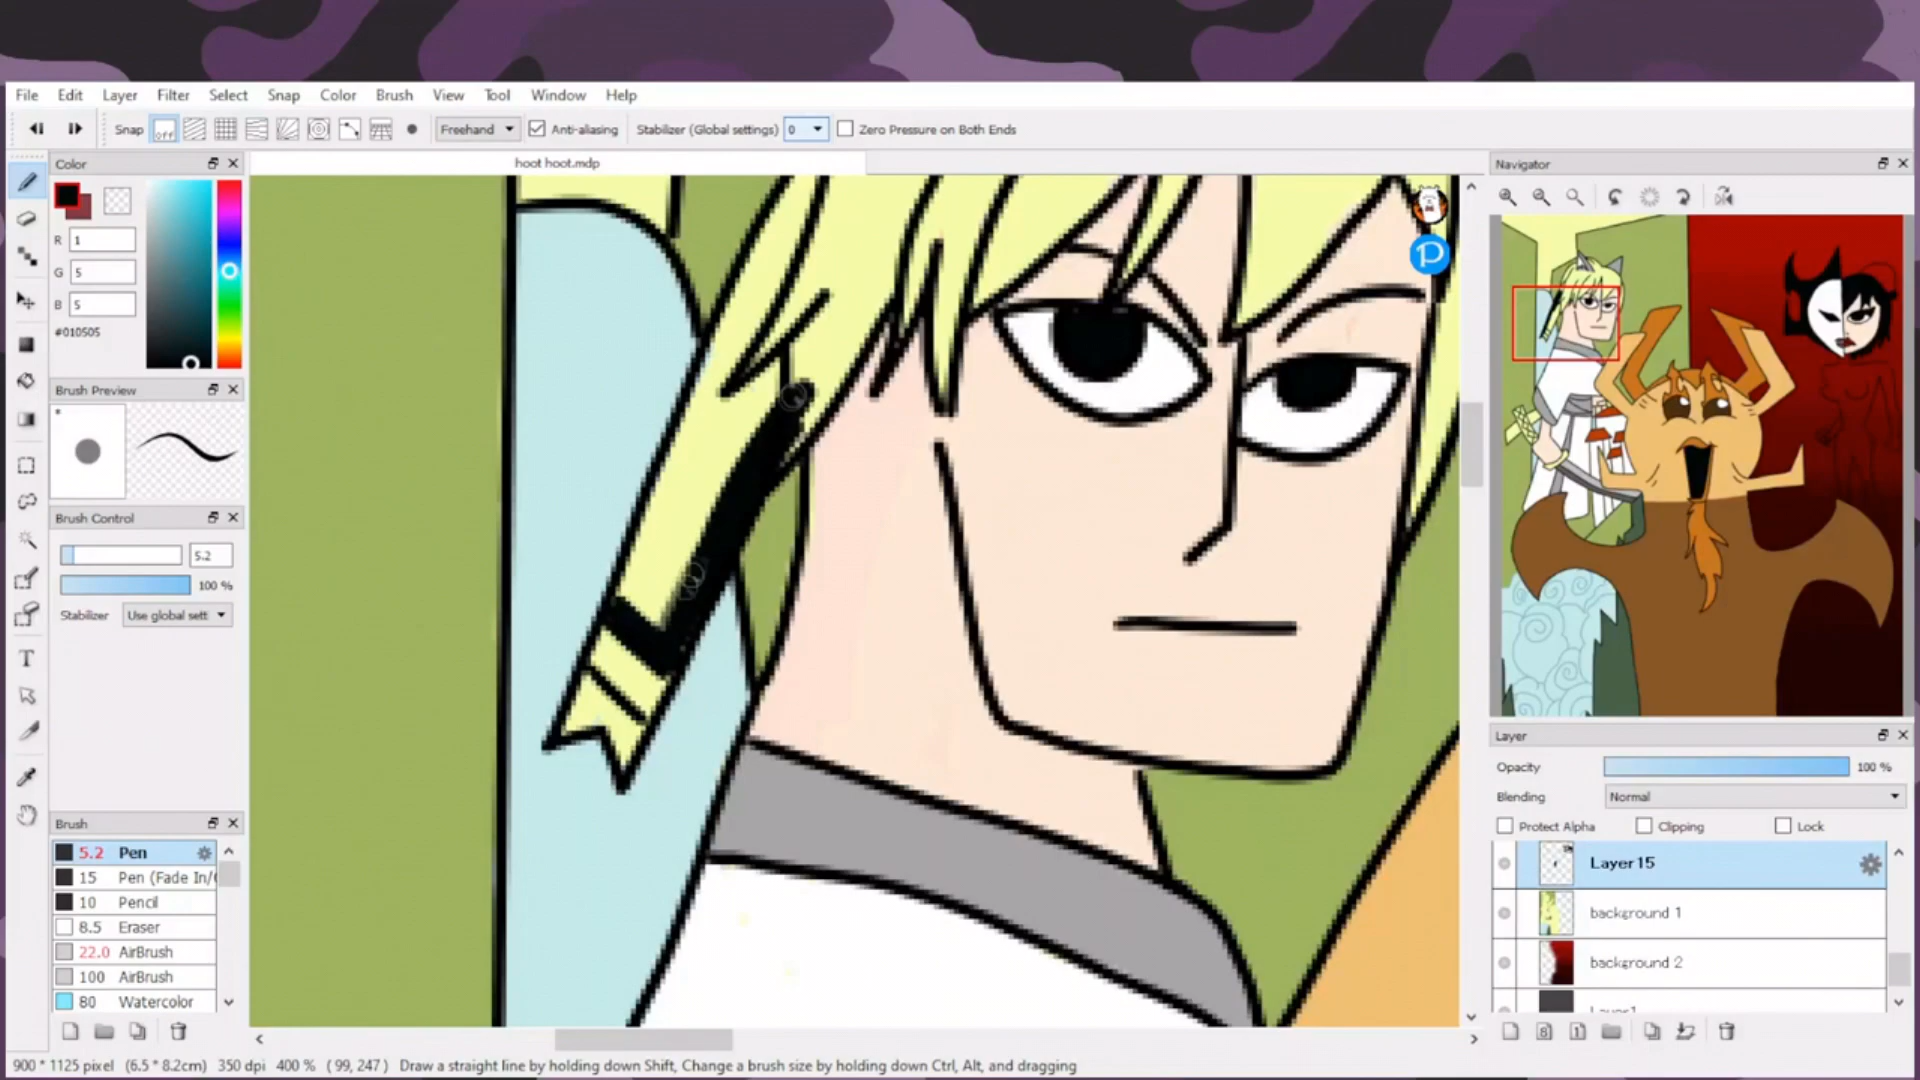 File Edit Layer Filter Select Snap Color Brush View Tool Window Help
Snap off Freehand Anti-aliasing Stabilizer (Global settings) 0 Zero Pressure on Both Ends
Color
hoot hoot.mdp
Navigator
R 1
G 5
B 5
#010505
Brush Preview
Brush Control
5.2
100 %
Stabilizer Use global sett
Brush
5.2 Pen
15 Pen (Fade In/
10 Pencil
8.5 Eraser
22.0 AirBrush
100 AirBrush
80 Watercolor
Layer
Opacity 100 %
Blending Normal
Protect Alpha Clipping Lock
Layer15
background 1
background 2
Layer1
900 * 1125 pixel (6.5 * 8.2cm) 350 dpi 400 % ( 99, 247 ) Draw a straight line by holding down Shift, Change a brush size by holding down Ctrl, Alt, and dragging